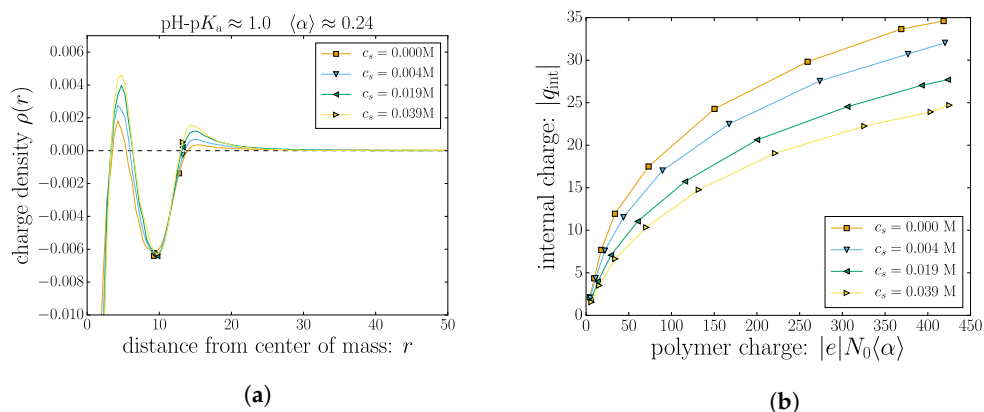 pH-pKₐ ≈ 1.0 ⟨α⟩ ≈ 0.24
charge density ρ(r)
0.006
0.004
0.002
0.000
−0.002
−0.004
−0.006
−0.008
−0.010
c_s = 0.000M
c_s = 0.004M
c_s = 0.019M
c_s = 0.039M
0 10 20 30 40 50
distance from center of mass: r
(a)
internal charge: |q_int|
35
30
25
20
15
10
5
0
c_s = 0.000 M
c_s = 0.004 M
c_s = 0.019 M
c_s = 0.039 M
0 50 100 150 200 250 300 350 400 450
polymer charge: |e|N₀⟨α⟩
(b)